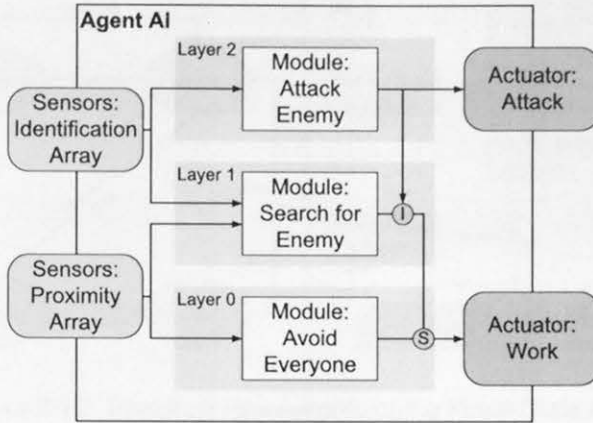 Agent AI
Layer 2
Module:
Attack
Enemy
Actuator:
Attack
Sensors:
Identification
Array
Layer 1
Module:
Search for
Enemy
I
Sensors:
Proximity
Array
Layer 0
Module:
Avoid
Everyone
S
Actuator:
Work